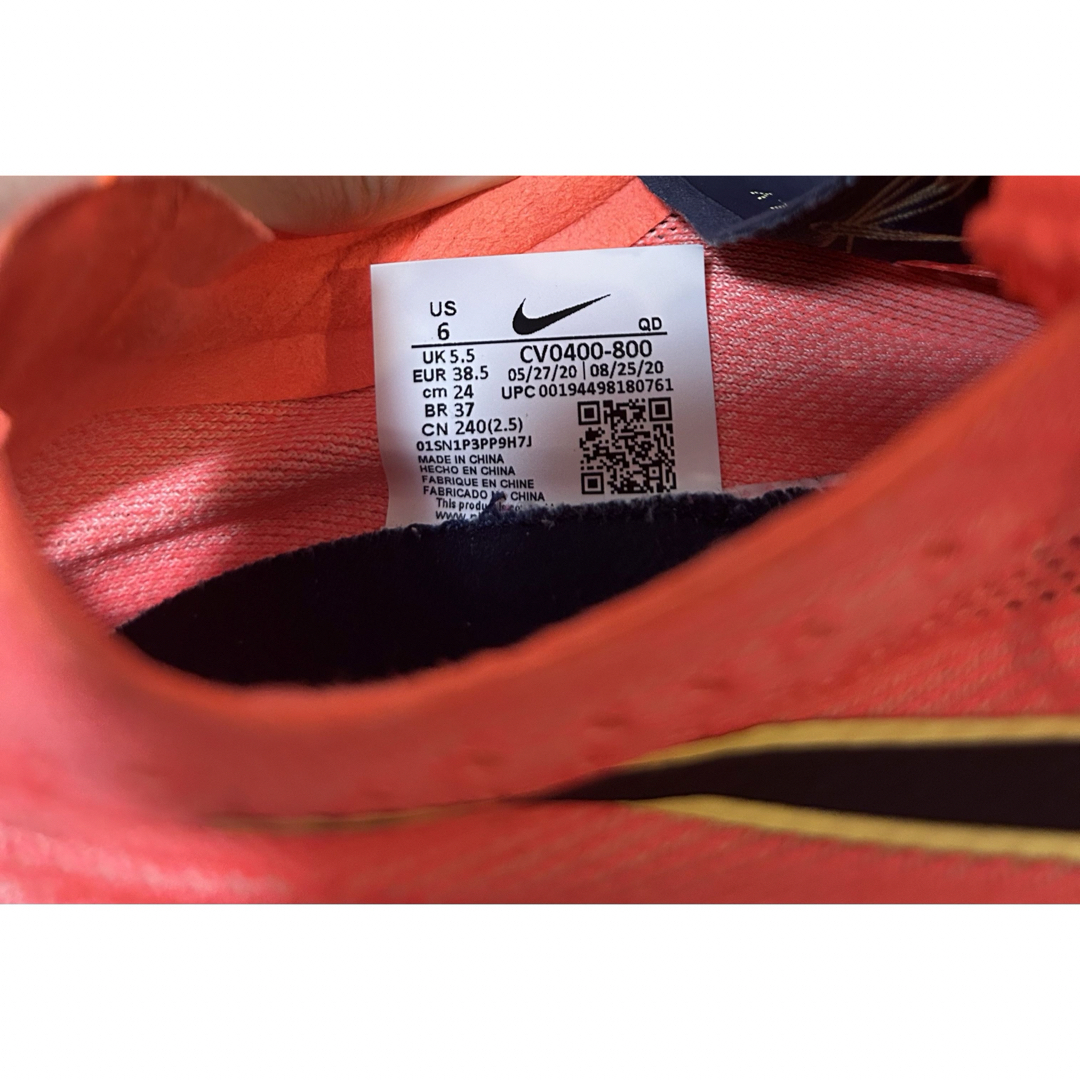 US
6
QD
UK 5.5
CV0400-800
EUR 38.5
05/27/20 | 08/25/20
cm 24
UPC 00194498180761
BR 37
CN 240(2.5)
01SN1P3PP9H7J
MADE IN CHINA
HECHO EN CHINA
FABRIQUE EN CHINE
FABRICADO CHINA
This